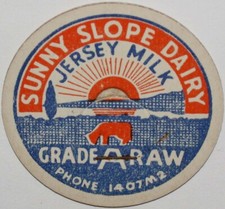 SUNNY SLOPE DAIRY
JERSEY MILK
GRADE A RAW
PHONE 1407M2